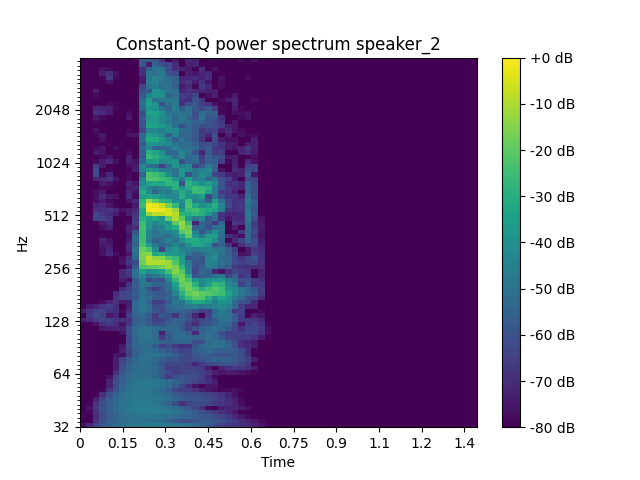 Constant-Q power spectrum speaker_2
Hz
2048
1024
512
256
128
64
32
0 0.15 0.3 0.45 0.6 0.75 0.9 1.1 1.2 1.4
Time
+0 dB
-10 dB
-20 dB
-30 dB
-40 dB
-50 dB
-60 dB
-70 dB
-80 dB